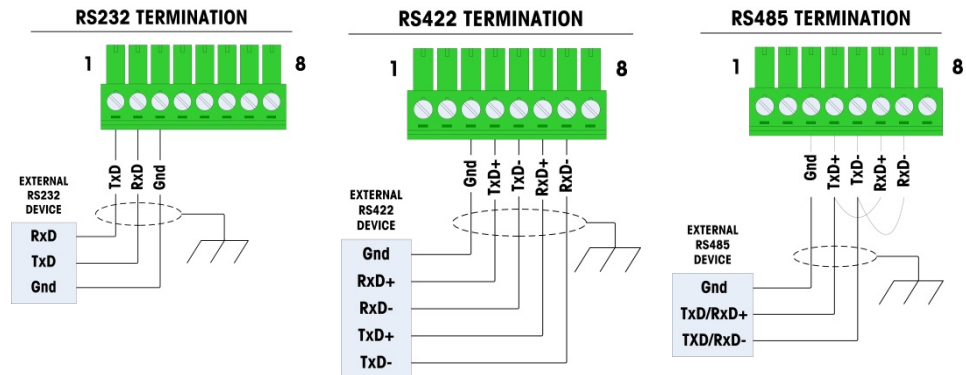 RS232 TERMINATION
1
8
TxD
RxD
Gnd
EXTERNAL
RS232
DEVICE
RxD
TxD
Gnd
RS422 TERMINATION
1
8
Gnd
TxD+
TxD-
RxD+
RxD-
EXTERNAL
RS422
DEVICE
Gnd
RxD+
RxD-
TxD+
TxD-
RS485 TERMINATION
1
8
Gnd
TxD+
TxD-
RxD+
RxD-
EXTERNAL
RS485
DEVICE
Gnd
TxD/RxD+
TXD/RxD-